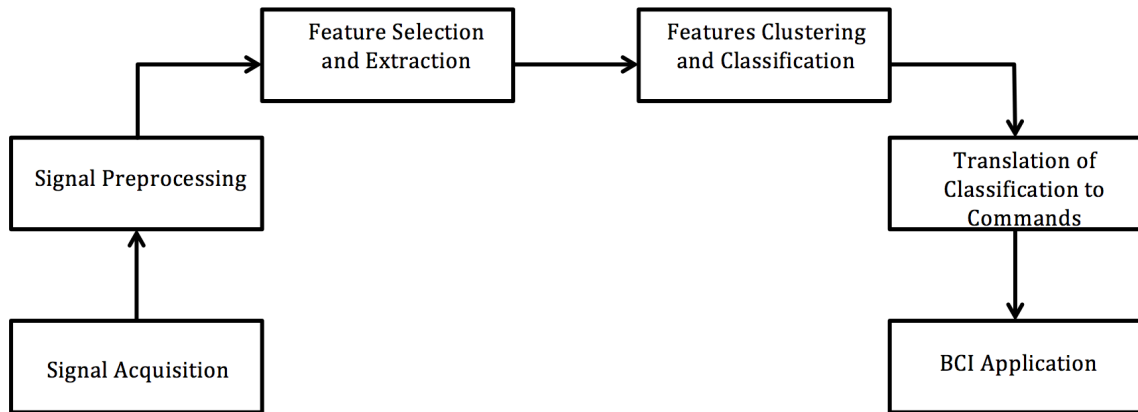 Feature Selection
and Extraction
Features Clustering
and Classification
Signal Preprocessing
Translation of
Classification to
Commands
Signal Acquisition
BCI Application